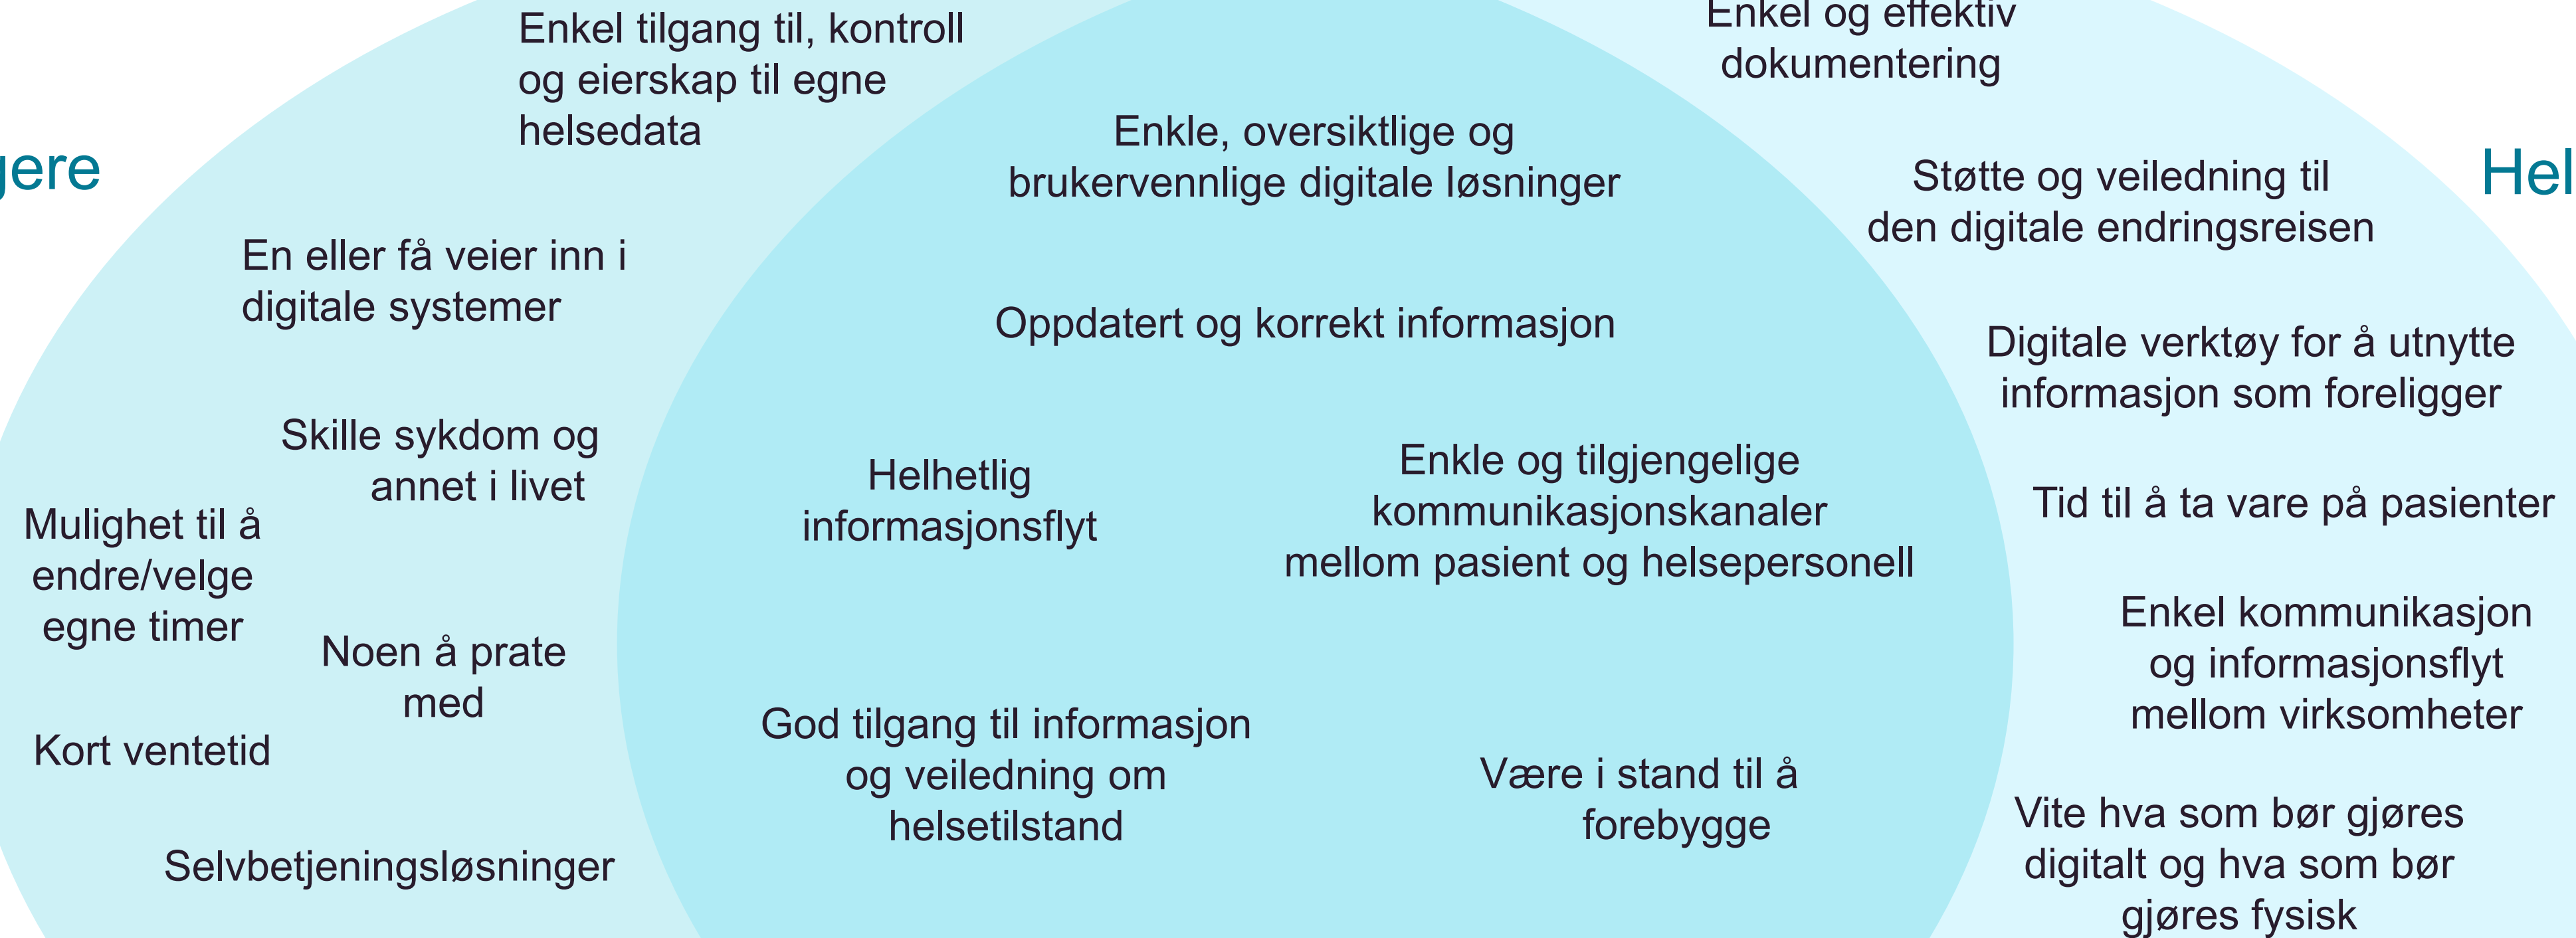 gere
Enkel tilgang til, kontroll
og eierskap til egne
helsedata
En eller få veier inn i
digitale systemer
Skille sykdom og
annet i livet
Mulighet til å
endre/velge
egne timer
Noen å prate
med
Kort ventetid
Selvbetjeningsløsninger
Enkle, oversiktlige og
brukervennlige digitale løsninger
Oppdatert og korrekt informasjon
Helhetlig
informasjonsflyt
Enkle og tilgjengelige
kommunikasjonskanaler
mellom pasient og helsepersonell
God tilgang til informasjon
og veiledning om
helsetilstand
Være i stand til å
forebygge
Enkel og effektiv
dokumentering
Hel
Støtte og veiledning til
den digitale endringsreisen
Digitale verktøy for å utnytte
informasjon som foreligger
Tid til å ta vare på pasienter
Enkel kommunikasjon
og informasjonsflyt
mellom virksomheter
Vite hva som bør gjøres
digitalt og hva som bør
gjøres fysisk